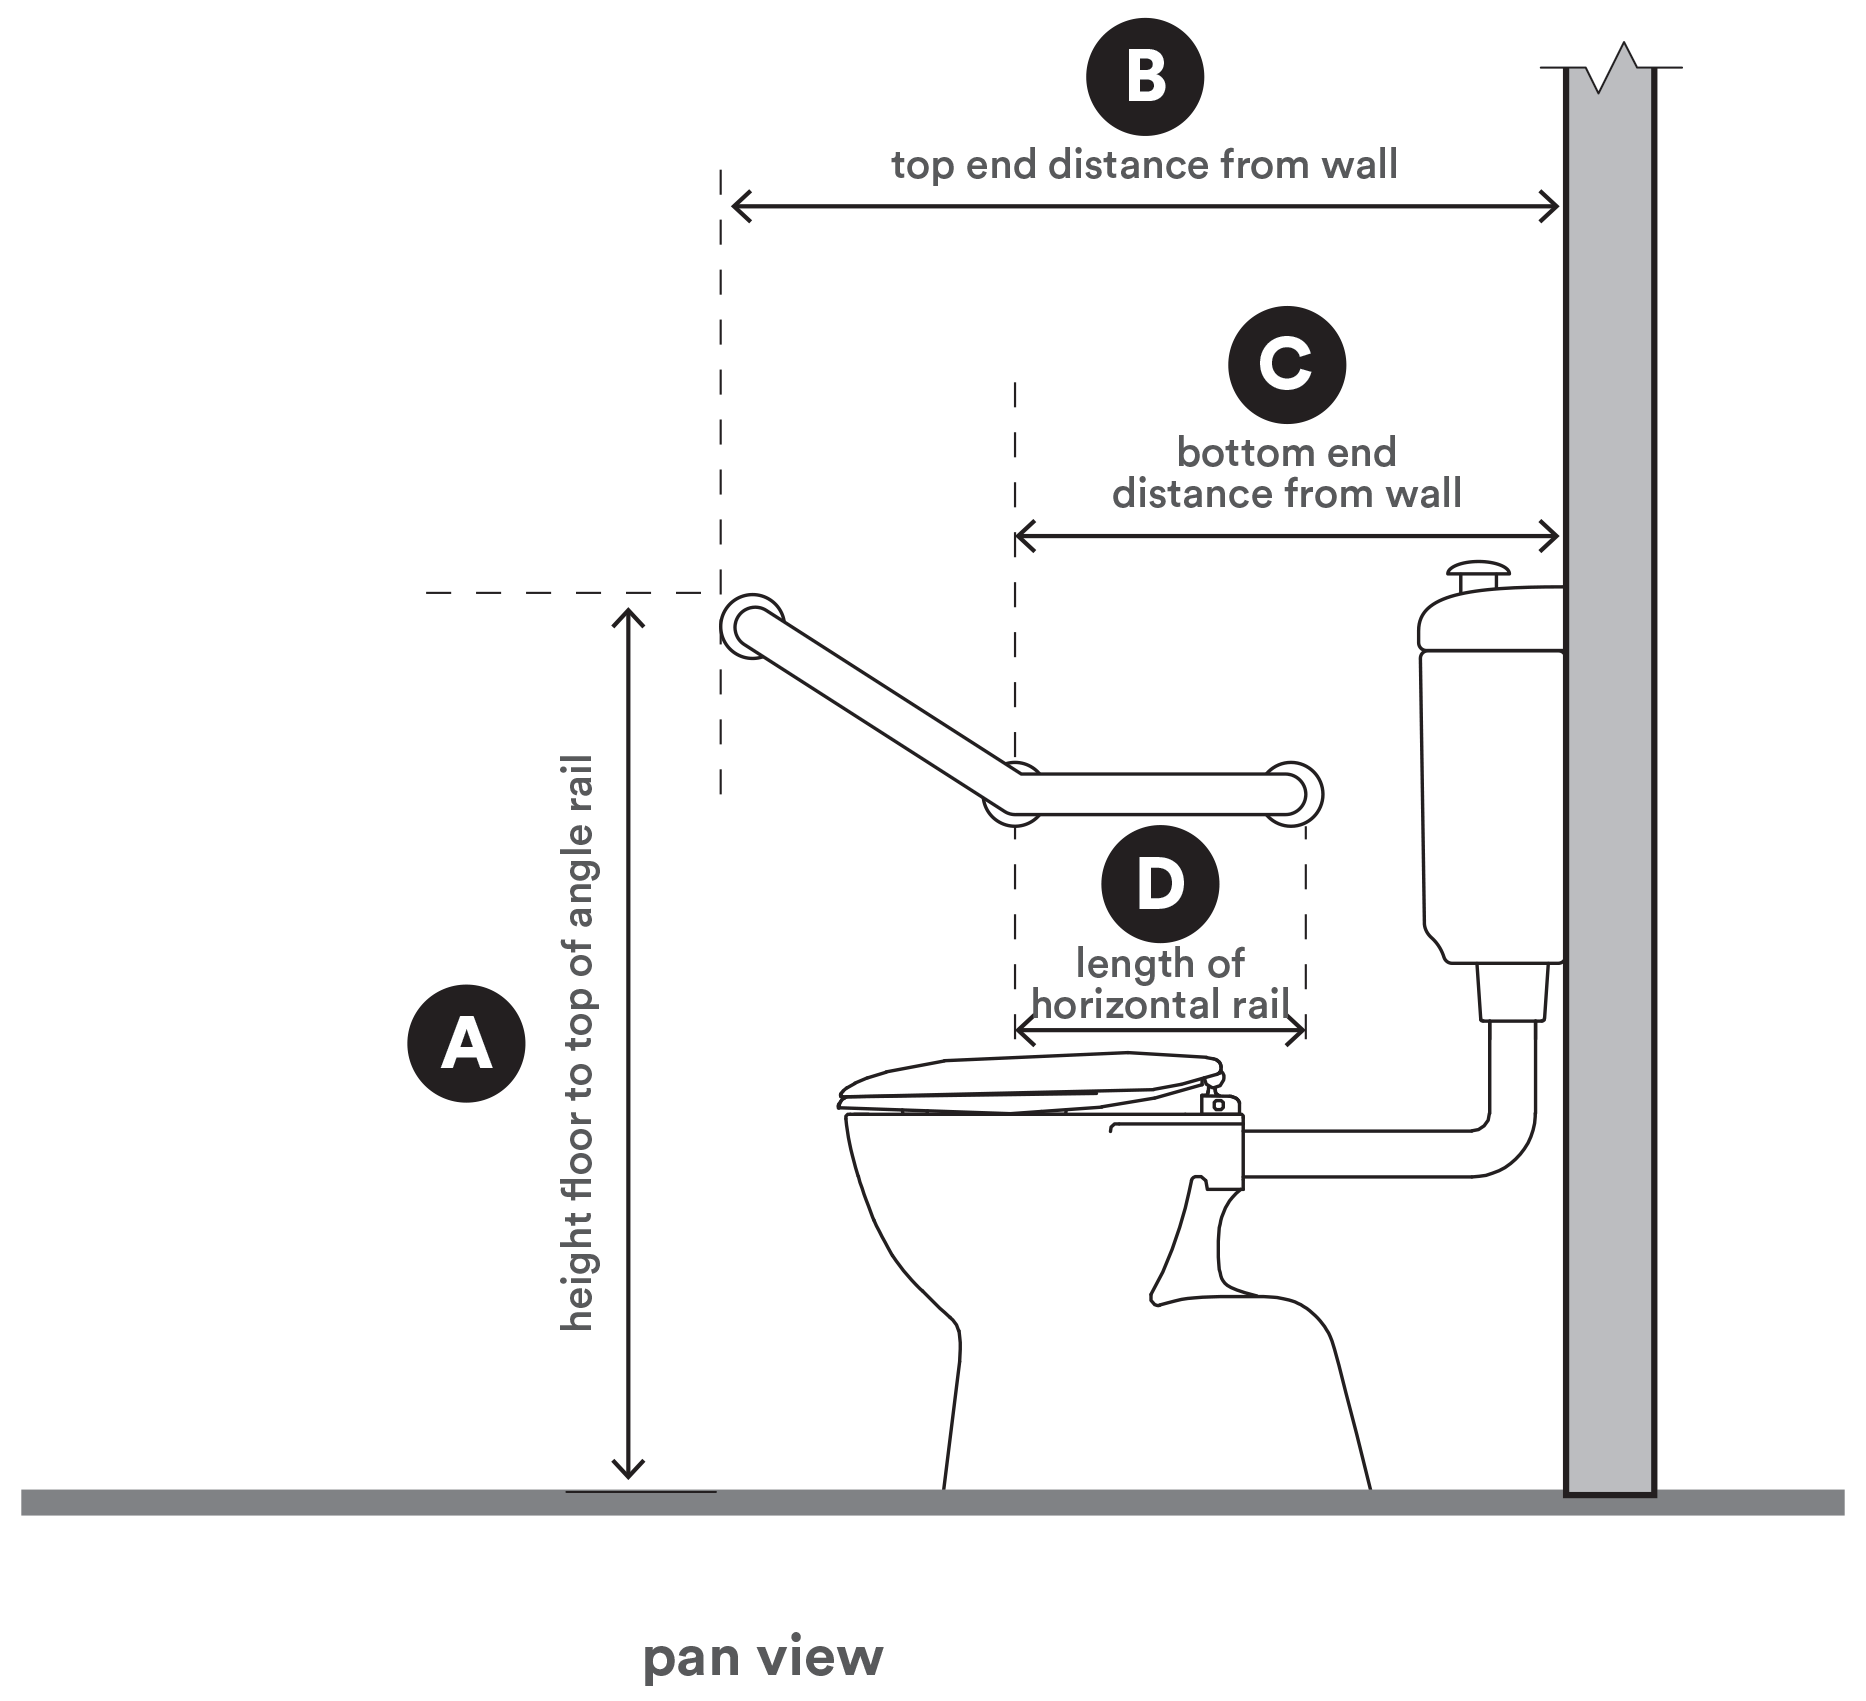 B
top end distance from wall
C
bottom end
distance from wall
D
length of
horizontal rail
A
height floor to top of angle rail
pan view